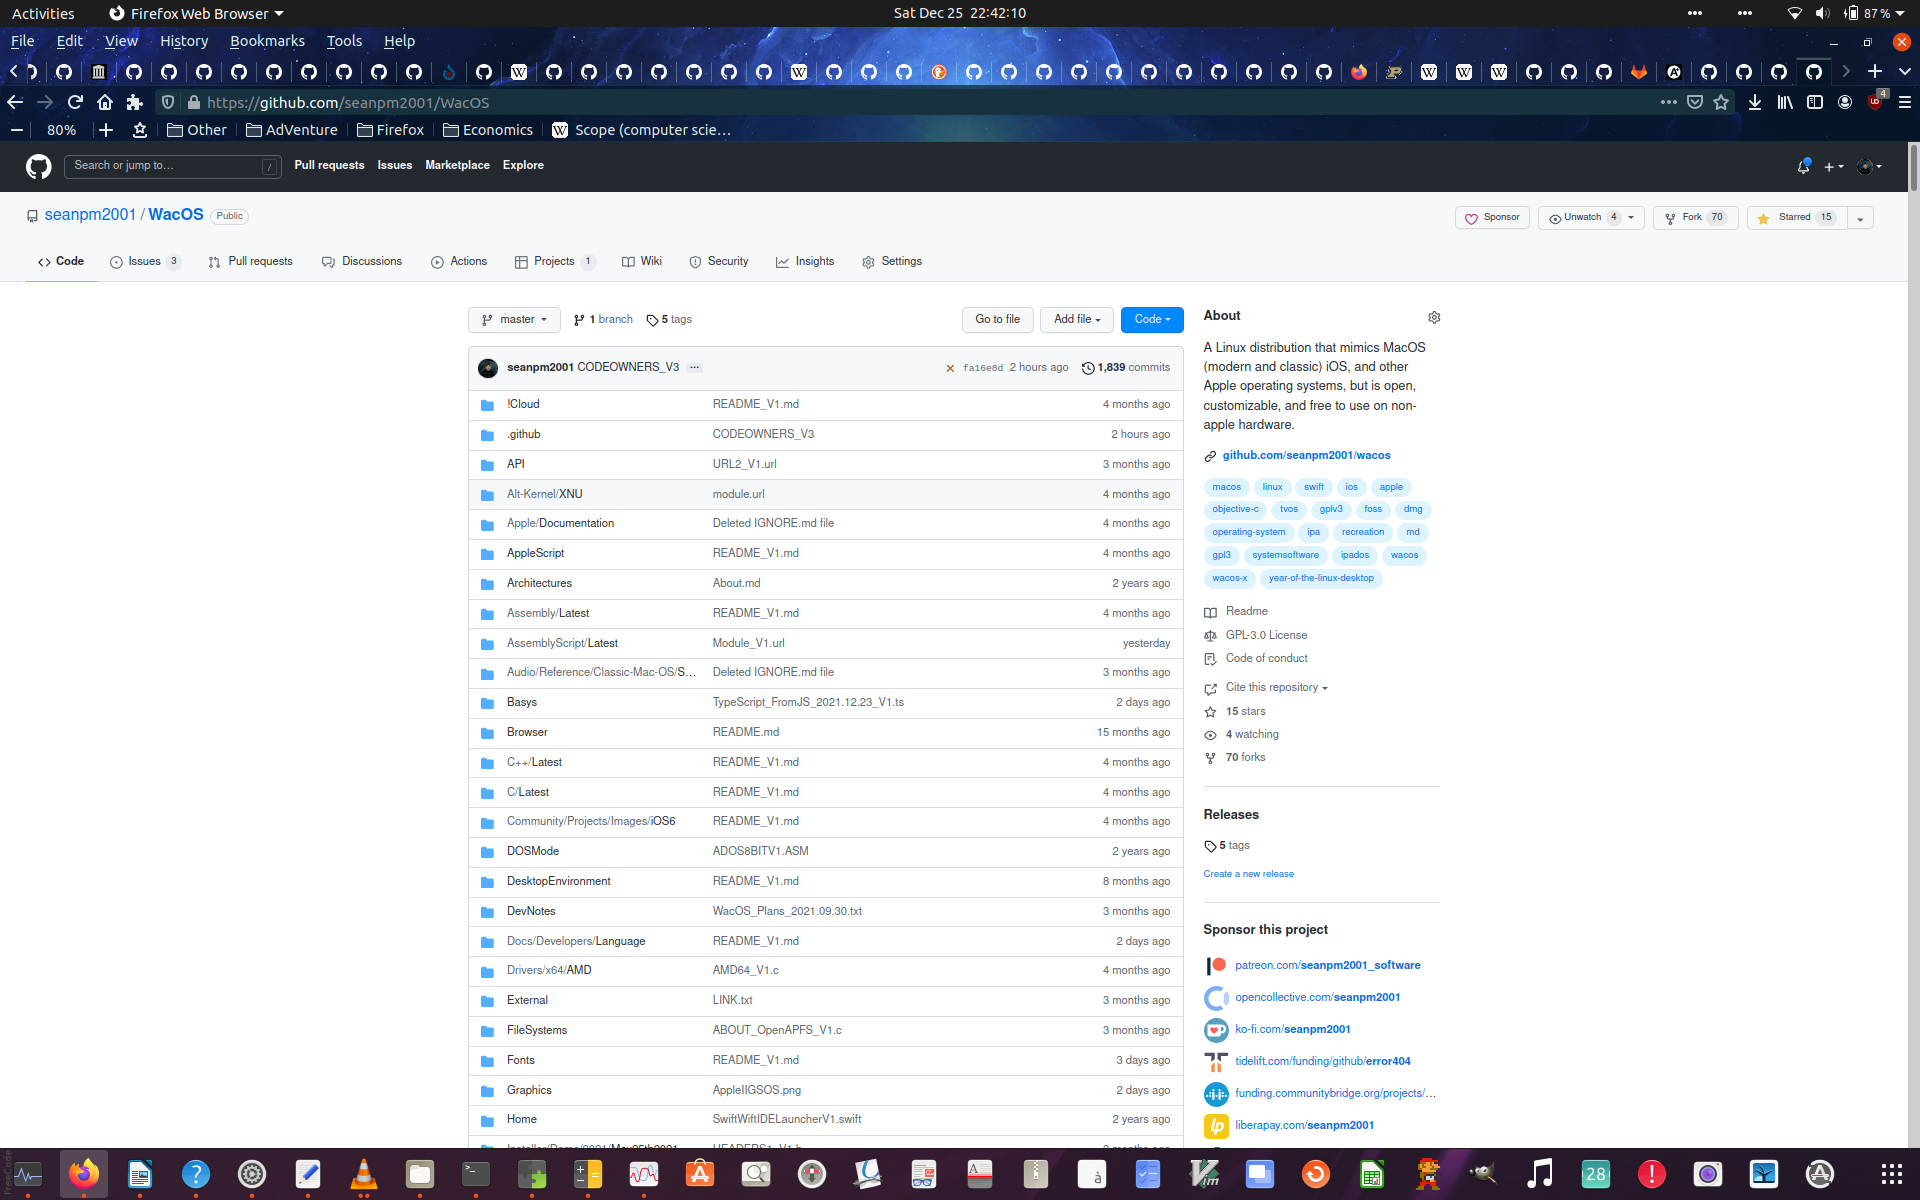 Activities Firefox Web Browser Sat Dec 25 22:42:10 87 %
File Edit View History Bookmarks Tools Help
https://github.com/seanpm2001/WacOS 4
80% Other AdVenture Firefox Economics Scope (computer scie…
Search or jump to… / Pull requests Issues Marketplace Explore
seanpm2001 / WacOS Public Sponsor Unwatch 4 Fork 70 Starred 15
Code Issues 3 Pull requests Discussions Actions Projects 1 Wiki Security Insights Settings
master 1 branch 5 tags Go to file Add file Code
seanpm2001 CODEOWNERS_V3 ... fa16e8d 2 hours ago 1,839 commits
!Cloud README_V1.md 4 months ago
.github CODEOWNERS_V3 2 hours ago
API URL2_V1.url 3 months ago
Alt-Kernel/XNU module.url 4 months ago
Apple/Documentation Deleted IGNORE.md file 4 months ago
AppleScript README_V1.md 4 months ago
Architectures About.md 2 years ago
Assembly/Latest README_V1.md 4 months ago
AssemblyScript/Latest Module_V1.url yesterday
Audio/Reference/Classic-Mac-OS/S… Deleted IGNORE.md file 3 months ago
Basys TypeScript_FromJS_2021.12.23_V1.ts 2 days ago
Browser README.md 15 months ago
C++/Latest README_V1.md 4 months ago
C/Latest README_V1.md 4 months ago
Community/Projects/Images/iOS6 README_V1.md 4 months ago
DOSMode ADOS8BITV1.ASM 2 years ago
DesktopEnvironment README_V1.md 8 months ago
DevNotes WacOS_Plans_2021.09.30.txt 3 months ago
Docs/Developers/Language README_V1.md 2 days ago
Drivers/x64/AMD AMD64_V1.c 4 months ago
External LINK.txt 3 months ago
FileSystems ABOUT_OpenAPFS_V1.c 3 months ago
Fonts README_V1.md 3 days ago
Graphics AppleIIGSOS.png 2 days ago
Home SwiftWiftIDELauncherV1.swift 2 years ago
About
A Linux distribution that mimics MacOS
(modern and classic) iOS, and other
Apple operating systems, but is open,
customizable, and free to use on non-
apple hardware.
github.com/seanpm2001/wacos
macos linux swift ios apple
objective-c tvos gplv3 foss dmg
operating-system ipa recreation md
gpl3 systemsoftware ipados wacos
wacos-x year-of-the-linux-desktop
Readme
GPL-3.0 License
Code of conduct
Cite this repository
15 stars
4 watching
70 forks
Releases
5 tags
Create a new release
Sponsor this project
patreon.com/seanpm2001_software
opencollective.com/seanpm2001
ko-fi.com/seanpm2001
tidelift.com/funding/github/error404
funding.communitybridge.org/projects/…
liberapay.com/seanpm2001
28